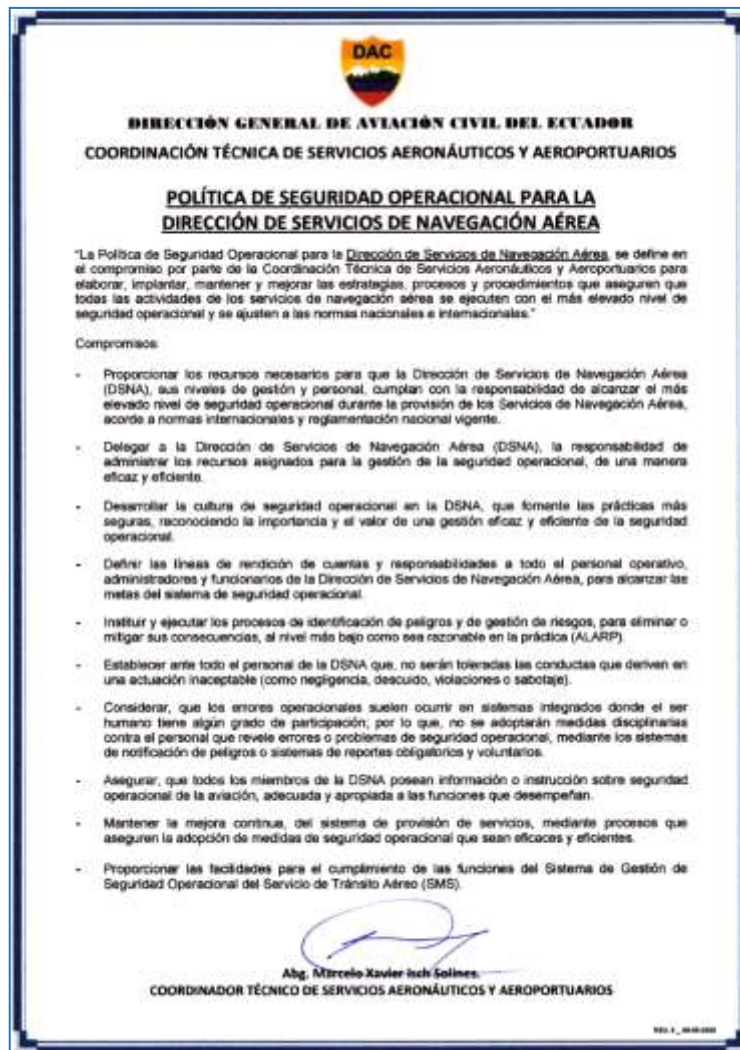 DAC
DIRECCIÓN GENERAL DE AVIACIÓN CIVIL DEL ECUADOR
COORDINACIÓN TÉCNICA DE SERVICIOS AERONÁUTICOS Y AEROPORTUARIOS
POLÍTICA DE SEGURIDAD OPERACIONAL PARA LA
DIRECCIÓN DE SERVICIOS DE NAVEGACIÓN AÉREA
"La Política de Seguridad Operacional para la Dirección de Servicios de Navegación Aérea, se define en
el compromiso por parte de la Coordinación Técnica de Servicios Aeronáuticos y Aeroportuarios para
elaborar, implantar, mantener y mejorar las estrategias, procesos y procedimientos que aseguren que
todas las actividades de los servicios de navegación aérea se ejecuten con el más elevado nivel de
seguridad operacional y se ajusten a las normas nacionales e internacionales."
Compromisos:
- Proporcionar los recursos necesarios para que la Dirección de Servicios de Navegación Aérea
(DSNA), sus niveles de gestión y personal, cumplan con la responsabilidad de alcanzar el más
elevado nivel de seguridad operacional durante la provisión de los Servicios de Navegación Aérea,
acorde a normas internacionales y reglamentación nacional vigente.
- Delegar a la Dirección de Servicios de Navegación Aérea (DSNA), la responsabilidad de
administrar los recursos asignados para la gestión de la seguridad operacional, de una manera
eficaz y eficiente.
- Desarrollar la cultura de seguridad operacional en la DSNA, que fomente las prácticas más
seguras, reconociendo la importancia y el valor de una gestión eficaz y eficiente de la seguridad
operacional.
- Definir las líneas de rendición de cuentas y responsabilidades a todo el personal operativo,
administradores y funcionarios de la Dirección de Servicios de Navegación Aérea, para alcanzar las
metas del sistema de seguridad operacional.
- Instituir y ejecutar los procesos de identificación de peligros y de gestión de riesgos, para eliminar o
mitigar sus consecuencias, al nivel más bajo como sea razonable en la práctica (ALARP).
- Establecer ante todo el personal de la DSNA que, no serán toleradas las conductas que deriven en
una actuación inaceptable (como negligencia, descuido, violaciones o sabotaje).
- Considerar, que los errores operacionales suelen ocurrir en sistemas integrados donde el ser
humano tiene algún grado de participación; por lo que, no se adoptarán medidas disciplinarias
contra el personal que revele errores o problemas de seguridad operacional, mediante los sistemas
de notificación de peligros o sistemas de reportes obligatorios y voluntarios.
- Asegurar, que todos los miembros de la DSNA posean información o instrucción sobre seguridad
operacional de la aviación, adecuada y apropiada a las funciones que desempeñan.
- Mantener la mejora continua, del sistema de provisión de servicios, mediante procesos que
aseguren la adopción de medidas de seguridad operacional que sean eficaces y eficientes.
- Proporcionar las facilidades para el cumplimiento de las funciones del Sistema de Gestión de
Seguridad Operacional del Servicio de Tránsito Aéreo (SMS).
Abg. Marcelo Xavier Isch Solines.
COORDINADOR TÉCNICO DE SERVICIOS AERONÁUTICOS Y AEROPORTUARIOS